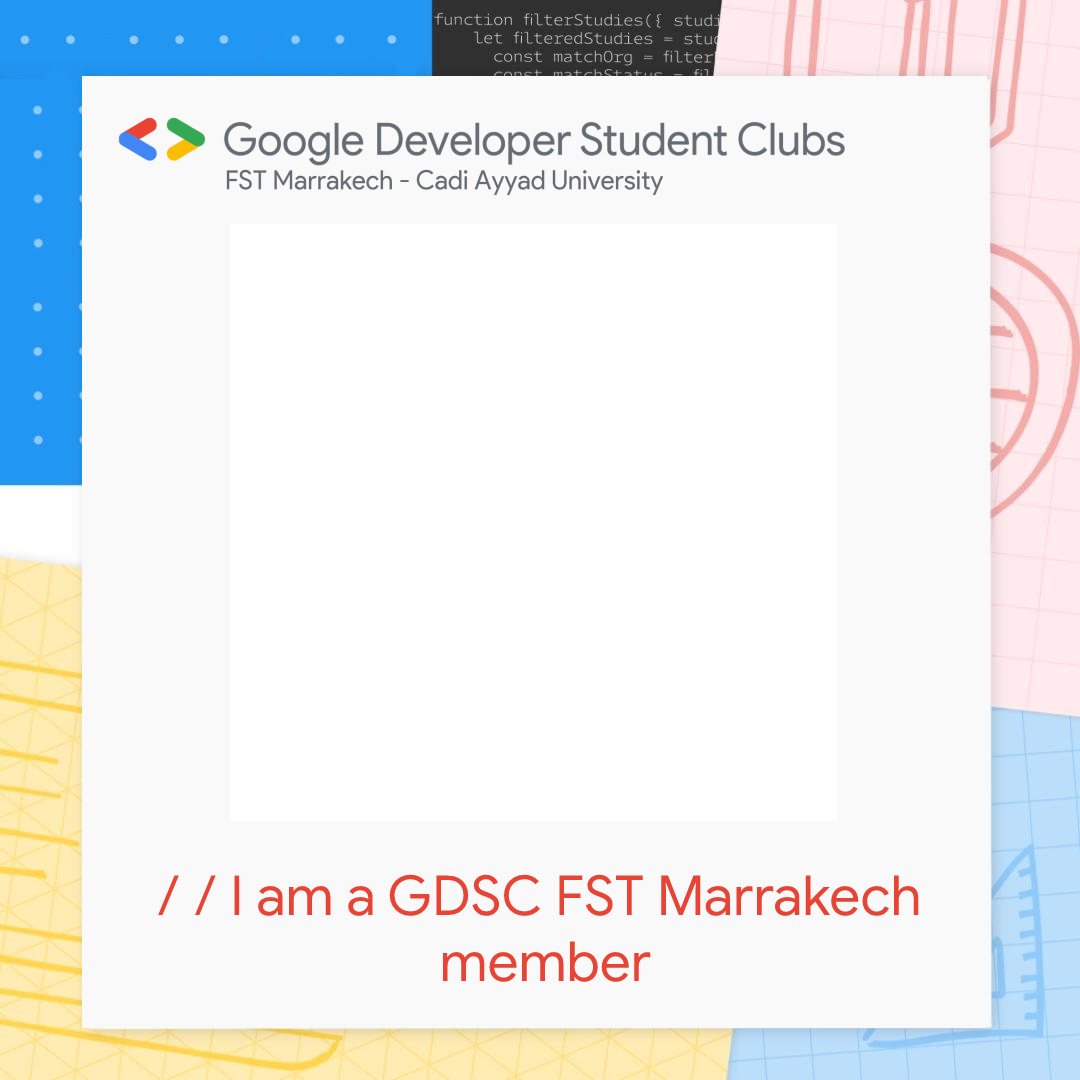 function filterStudies({ studi
let filteredStudies = stud
const matchOrg = filter
const matchStatus = fil
Google Developer Student Clubs
FST Marrakech - Cadi Ayyad University
/ / I am a GDSC FST Marrakech
member